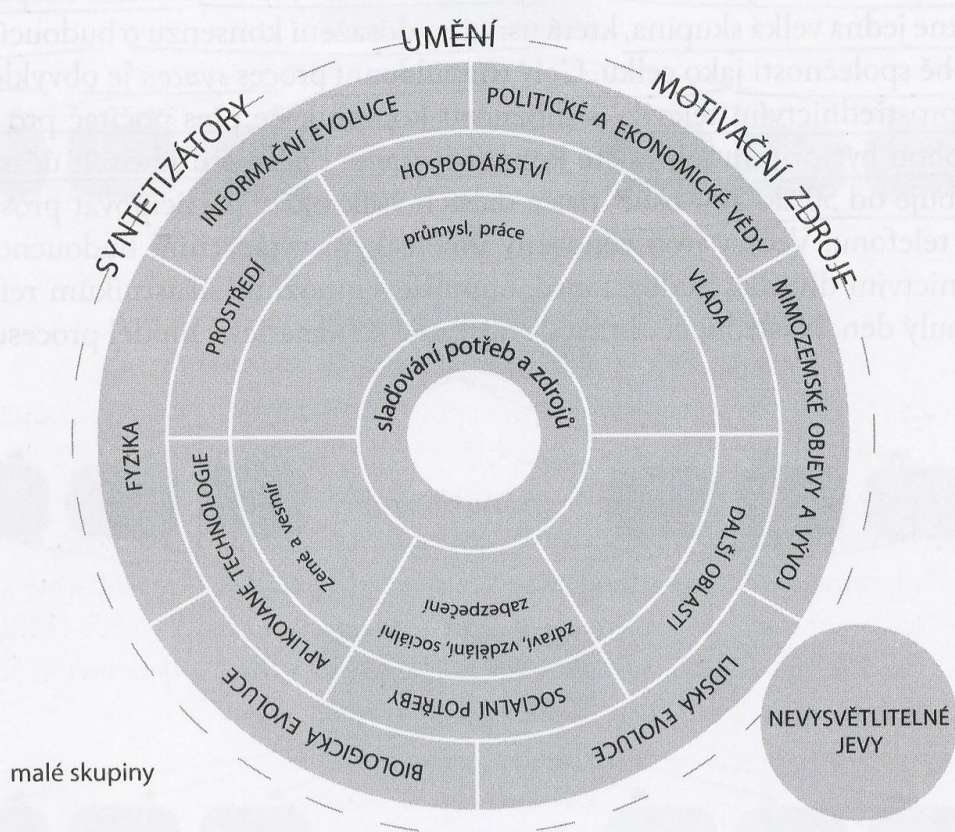 UMĚNÍ
SYNTETIZÁTORY
MOTIVAČNÍ ZDROJE
INFORMAČNÍ EVOLUCE
POLITICKÉ A EKONOMICKÉ VĚDY
MIMOZEMSKÉ OBJEVY A VÝVOJ
LIDSKÁ EVOLUCE
BIOLOGICKÁ EVOLUCE
FYZIKA
HOSPODÁŘSTVÍ
VLÁDA
DALŠÍ OBLASTI
SOCIÁLNÍ POTŘEBY
APLIKOVANÉ TECHNOLOGIE
PROSTŘEDÍ
průmysl, práce
zdraví, vzdělání, sociální
zabezpečení
Země a vesmír
slaďování potřeb a zdrojů
NEVYSVĚTLITELNÉ
JEVY
malé skupiny